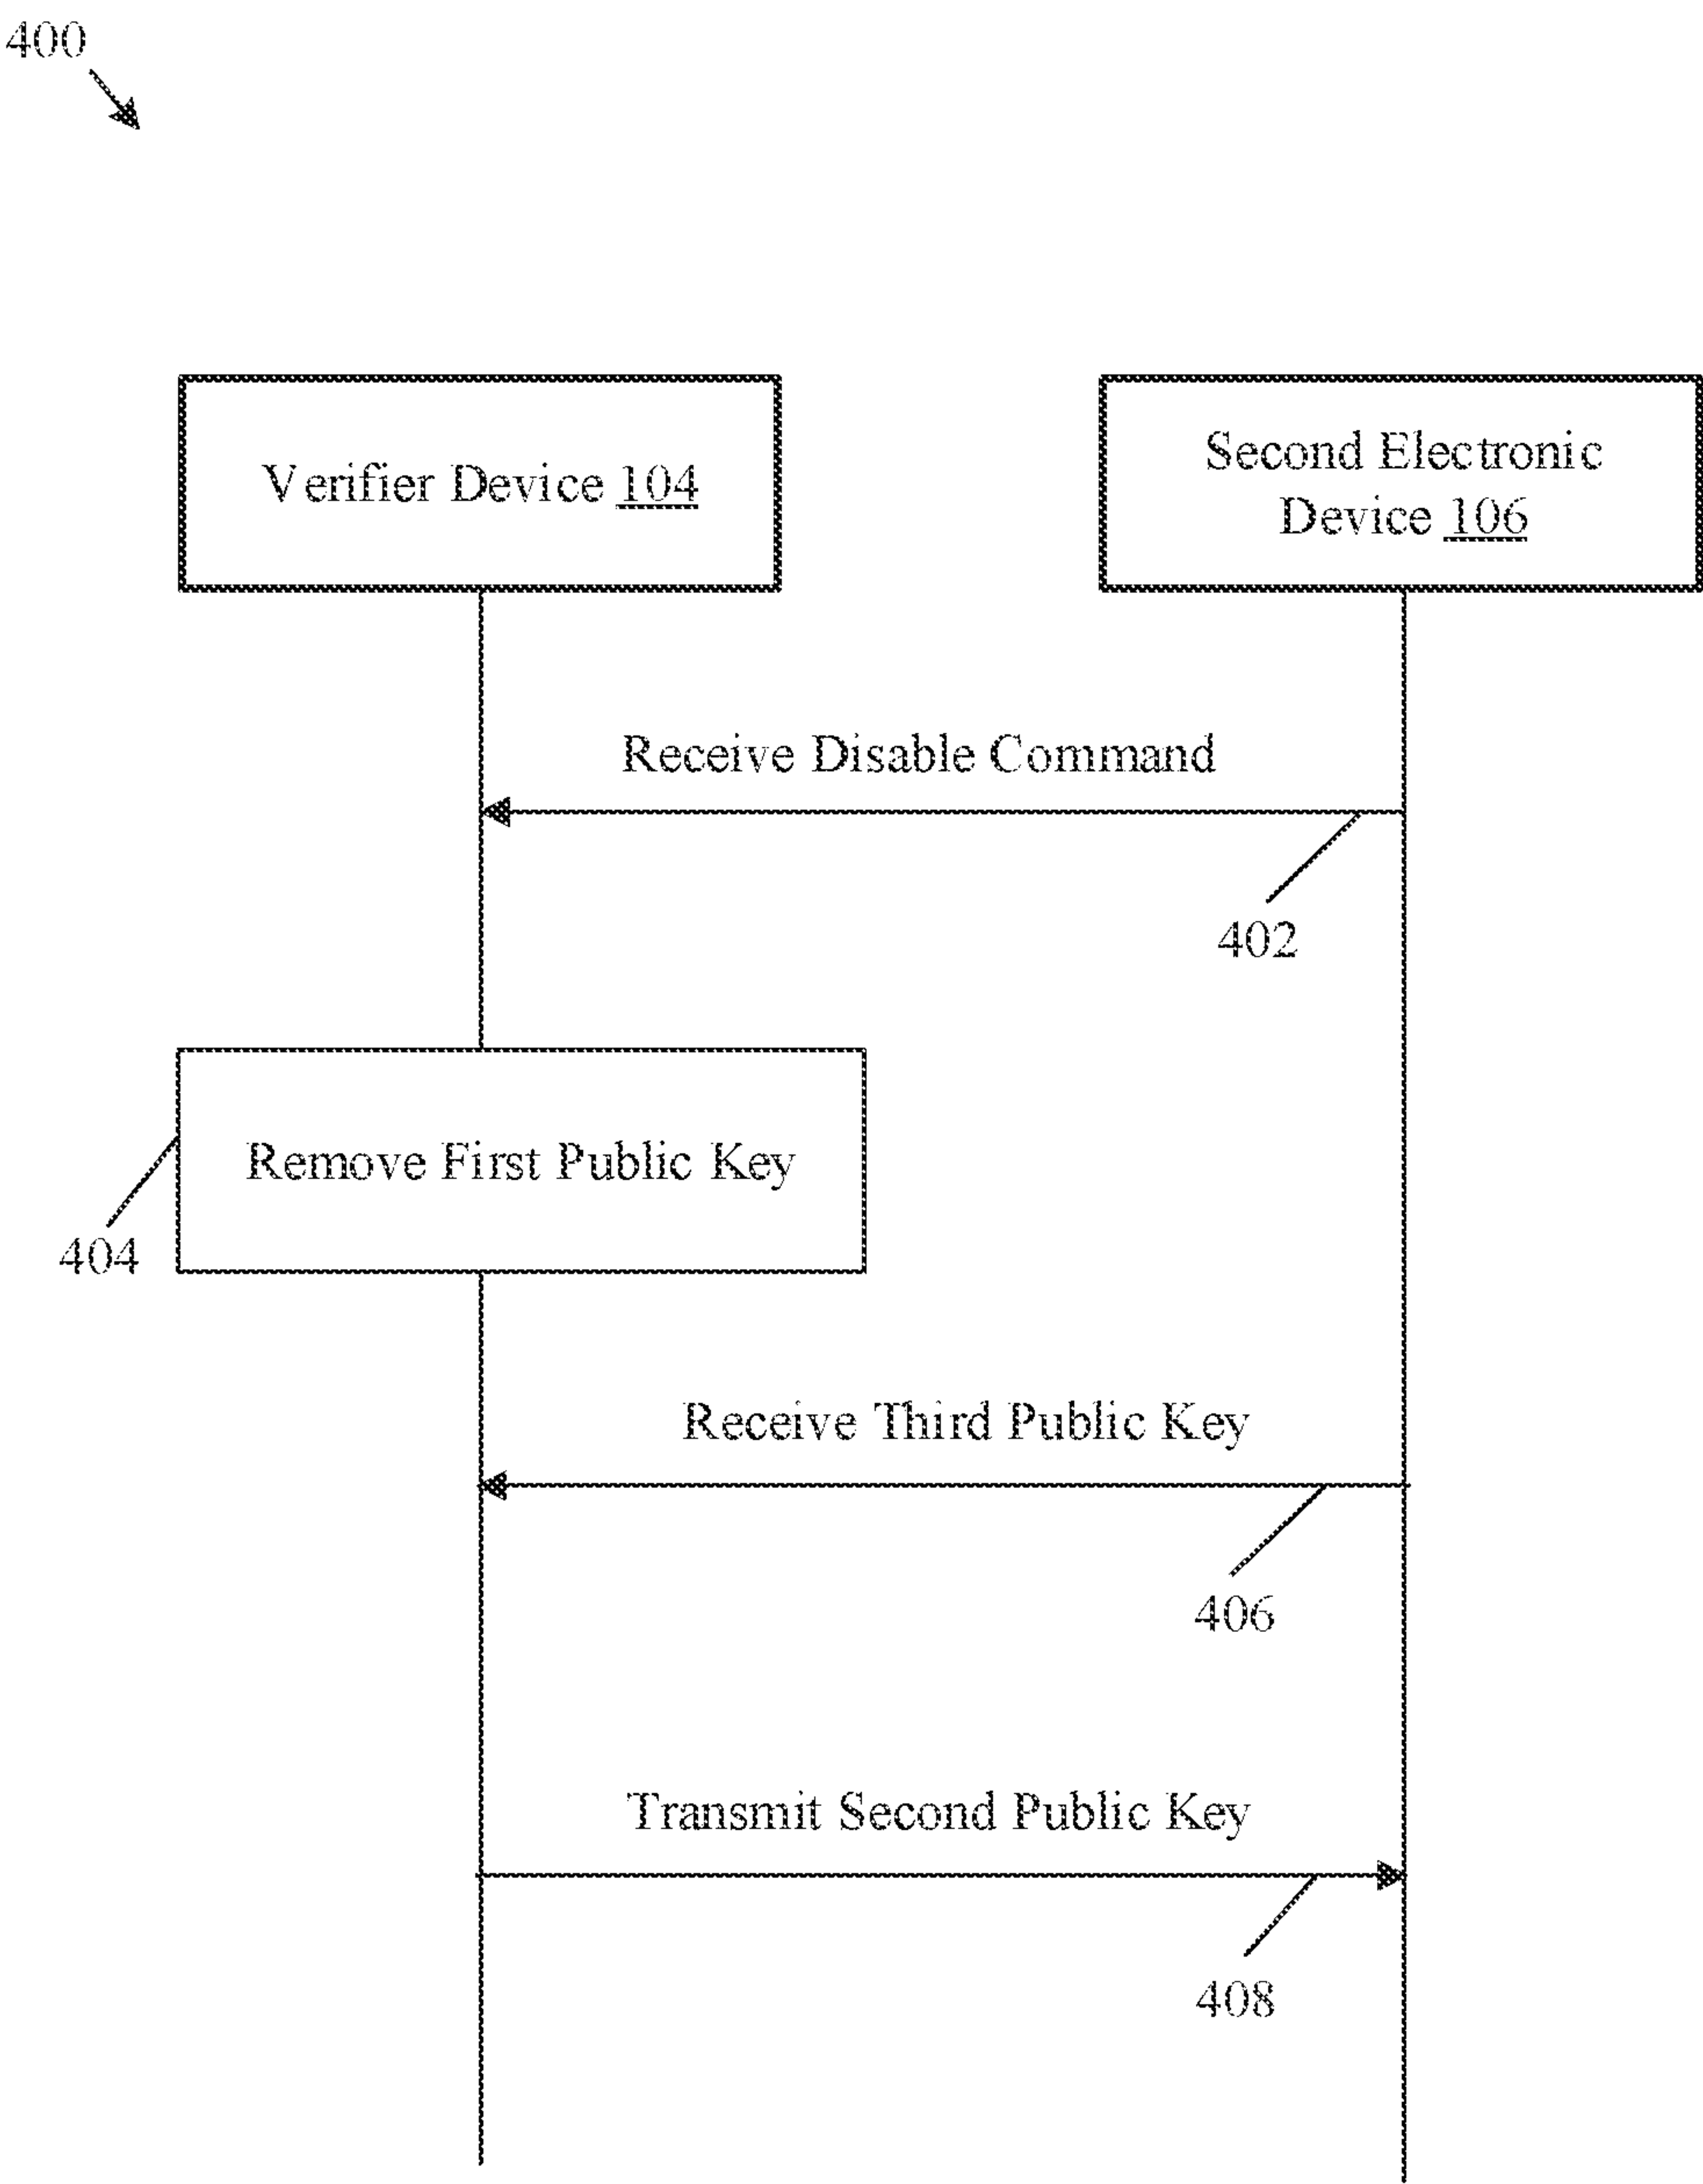 400
Verifier Device 104
Second Electronic
Device 106
Receive Disable Command
402
Remove First Public Key
404
Receive Third Public Key
406
Transmit Second Public Key
408